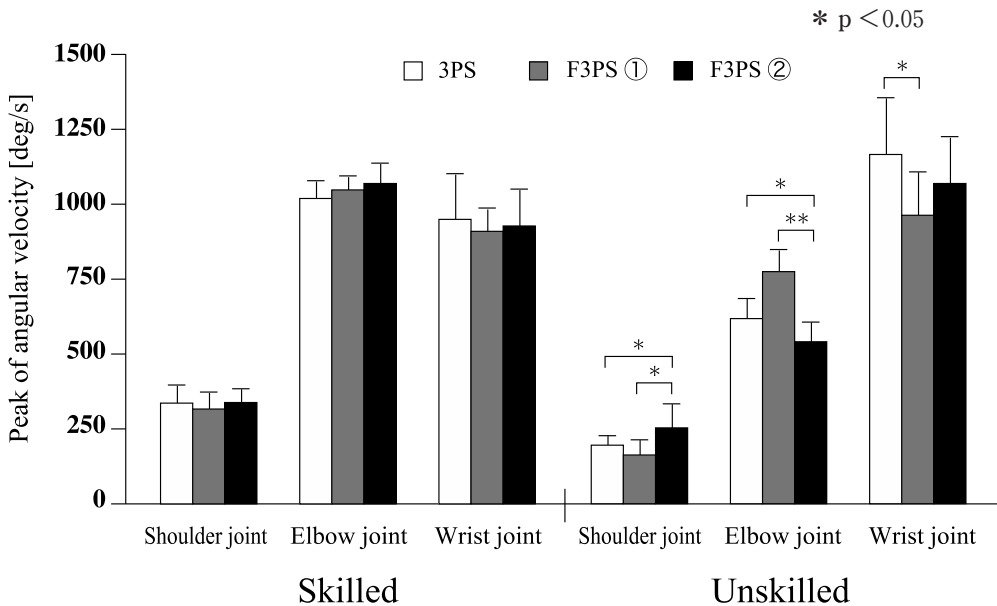 * p <0.05
1500
1250
1000
750
500
250
0
Peak of angular velocity [deg/s]
3PS F3PS ① F3PS ②
* * * ** *
Shoulder joint Elbow joint Wrist joint Shoulder joint Elbow joint Wrist joint
Skilled Unskilled